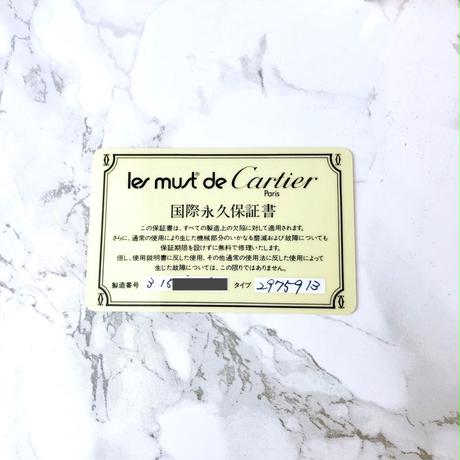 les must de Cartier
Paris
国際永久保証書
この保証書は、すべての製造上の欠陥に対して適用されます。
さらに、通常の使用により生じた機械部分のいかなる磨滅および故障についても
保証期限を設けずに無料で修理いたします。
但し、使用説明書に反した使用、その他通常の使用法に反した使用によって
生じた故障については、この限りではありません。
製造番号 3 15 タイプ 2975913